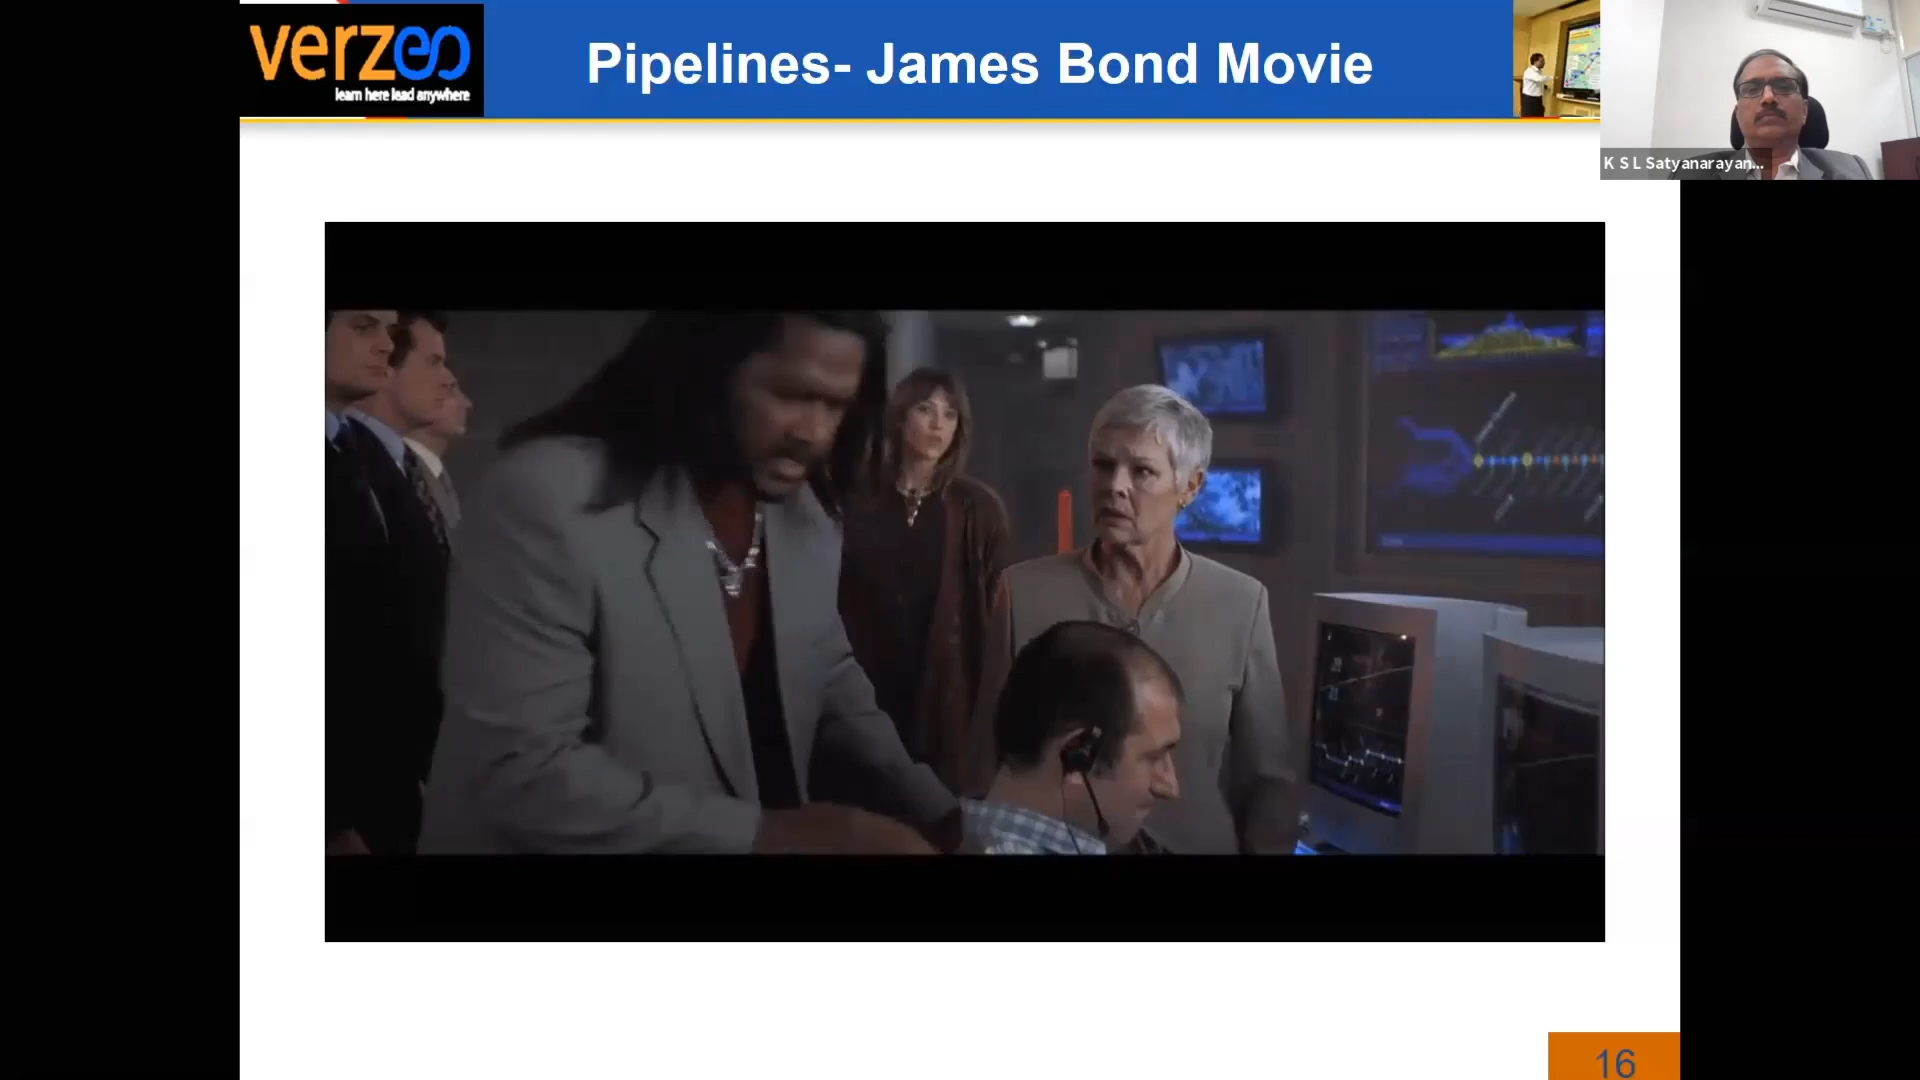 verzeo
learn here lead anywhere
Pipelines- James Bond Movie
K S L Satyanarayan...
16